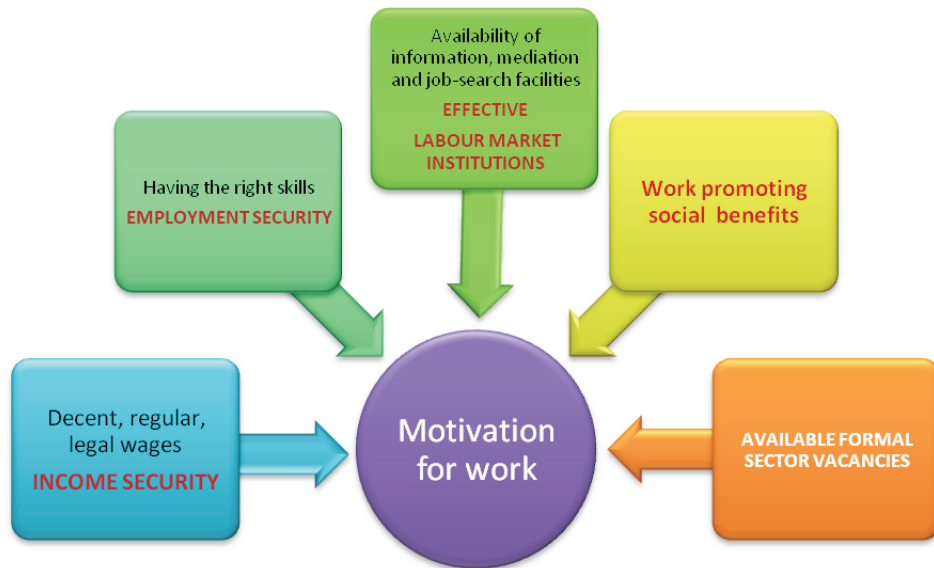 Availability of
information, mediation
and job-search facilities
EFFECTIVE
LABOUR MARKET
INSTITUTIONS
Having the right skills
EMPLOYMENT SECURITY
Work promoting
social benefits
Decent, regular,
legal wages
INCOME SECURITY
Motivation
for work
AVAILABLE FORMAL
SECTOR VACANCIES